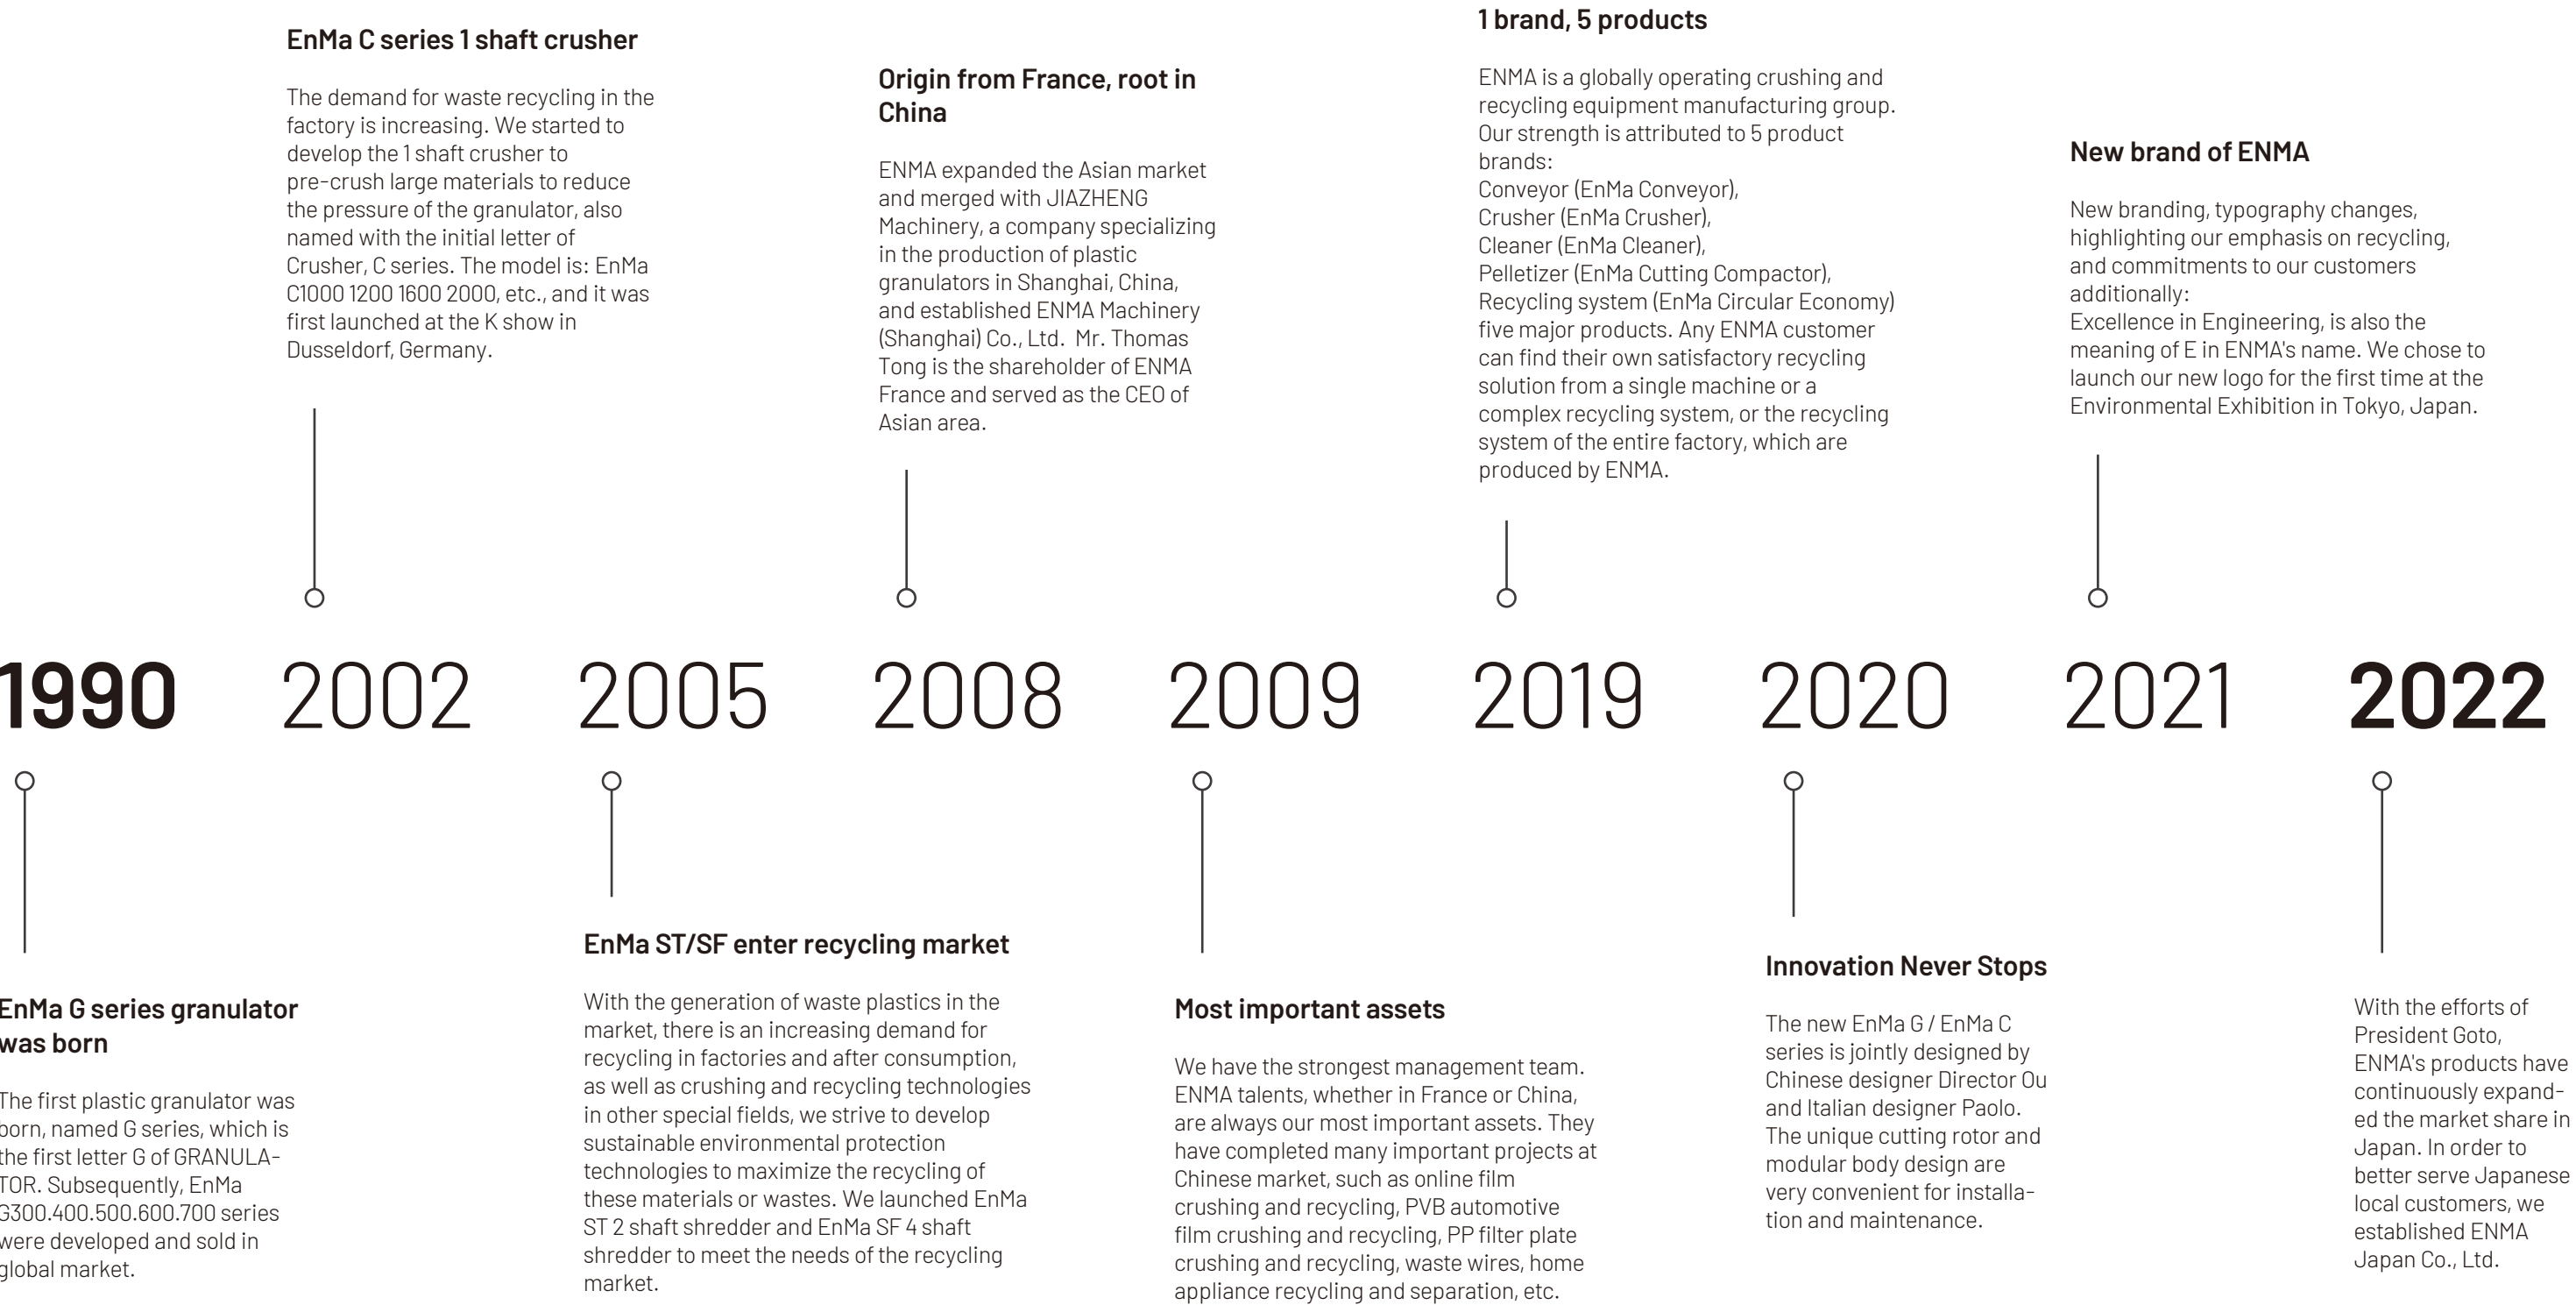 EnMa C series 1 shaft crusher
The demand for waste recycling in the
factory is increasing. We started to
develop the 1 shaft crusher to
pre-crush large materials to reduce
the pressure of the granulator, also
named with the initial letter of
Crusher, C series. The model is: EnMa
C1000 1200 1600 2000, etc., and it was
first launched at the K show in
Dusseldorf, Germany.
Origin from France, root in
China
ENMA expanded the Asian market
and merged with JIAZHENG
Machinery, a company specializing
in the production of plastic
granulators in Shanghai, China,
and established ENMA Machinery
(Shanghai) Co., Ltd. Mr. Thomas
Tong is the shareholder of ENMA
France and served as the CEO of
Asian area.
1 brand, 5 products
ENMA is a globally operating crushing and
recycling equipment manufacturing group.
Our strength is attributed to 5 product
brands:
Conveyor (EnMa Conveyor),
Crusher (EnMa Crusher),
Cleaner (EnMa Cleaner),
Pelletizer (EnMa Cutting Compactor),
Recycling system (EnMa Circular Economy)
five major products. Any ENMA customer
can find their own satisfactory recycling
solution from a single machine or a
complex recycling system, or the recycling
system of the entire factory, which are
produced by ENMA.
New brand of ENMA
New branding, typography changes,
highlighting our emphasis on recycling,
and commitments to our customers
additionally:
Excellence in Engineering, is also the
meaning of E in ENMA's name. We chose to
launch our new logo for the first time at the
Environmental Exhibition in Tokyo, Japan.
1990 2002 2005 2008 2009 2019 2020 2021 2022
EnMa G series granulator
was born
The first plastic granulator was
born, named G series, which is
the first letter G of GRANULA-
TOR. Subsequently, EnMa
G300.400.500.600.700 series
were developed and sold in
global market.
EnMa ST/SF enter recycling market
With the generation of waste plastics in the
market, there is an increasing demand for
recycling in factories and after consumption,
as well as crushing and recycling technologies
in other special fields, we strive to develop
sustainable environmental protection
technologies to maximize the recycling of
these materials or wastes. We launched EnMa
ST 2 shaft shredder and EnMa SF 4 shaft
shredder to meet the needs of the recycling
market.
Most important assets
We have the strongest management team.
ENMA talents, whether in France or China,
are always our most important assets. They
have completed many important projects at
Chinese market, such as online film
crushing and recycling, PVB automotive
film crushing and recycling, PP filter plate
crushing and recycling, waste wires, home
appliance recycling and separation, etc.
Innovation Never Stops
The new EnMa G / EnMa C
series is jointly designed by
Chinese designer Director Ou
and Italian designer Paolo.
The unique cutting rotor and
modular body design are
very convenient for installa-
tion and maintenance.
With the efforts of
President Goto,
ENMA's products have
continuously expand-
ed the market share in
Japan. In order to
better serve Japanese
local customers, we
established ENMA
Japan Co., Ltd.